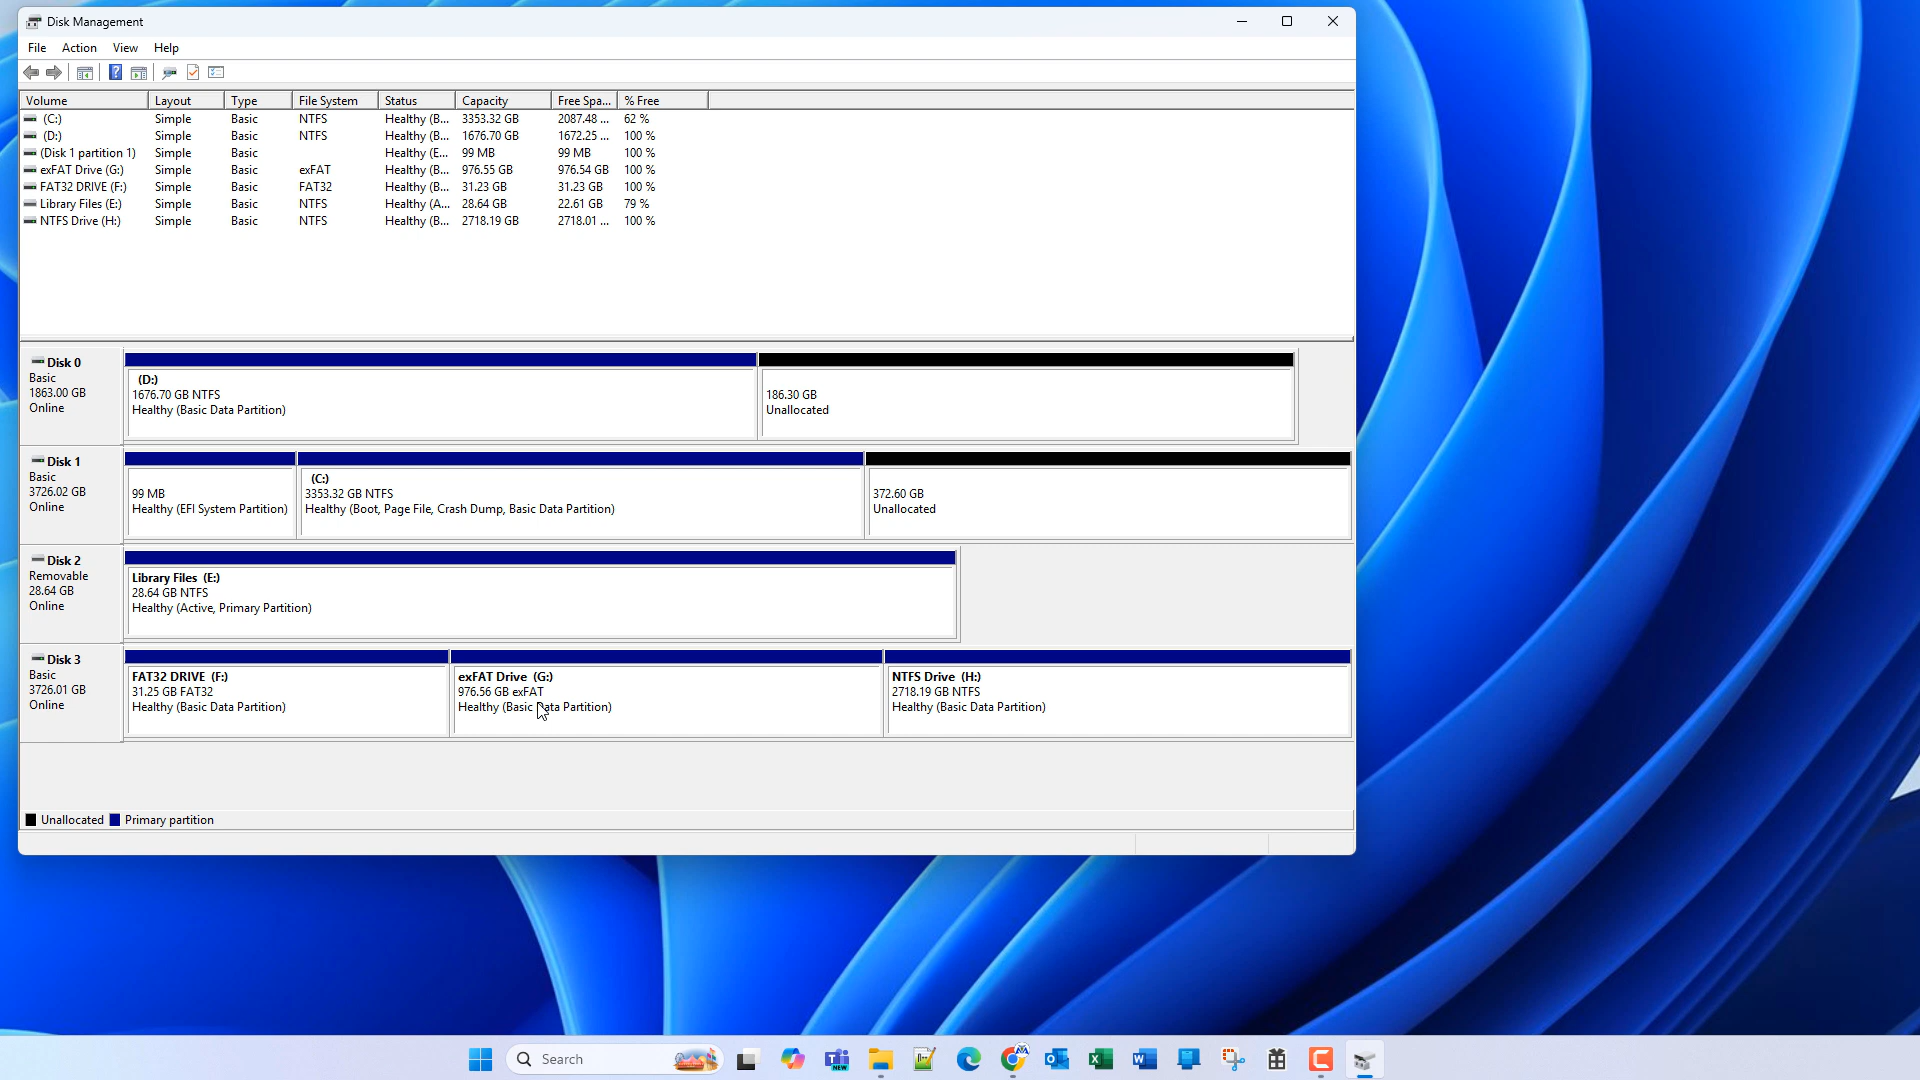 Disk Management
File Action View Help
Volume Layout Type File System Status Capacity Free Spa... % Free
(C:) Simple Basic NTFS Healthy (B... 3353.32 GB 2087.48 ... 62 %
(D:) Simple Basic NTFS Healthy (B... 1676.70 GB 1672.25 ... 100 %
(Disk 1 partition 1) Simple Basic Healthy (E... 99 MB 99 MB 100 %
exFAT Drive (G:) Simple Basic exFAT Healthy (B... 976.55 GB 976.54 GB 100 %
FAT32 DRIVE (F:) Simple Basic FAT32 Healthy (B... 31.23 GB 31.23 GB 100 %
Library Files (E:) Simple Basic NTFS Healthy (A... 28.64 GB 22.61 GB 79 %
NTFS Drive (H:) Simple Basic NTFS Healthy (B... 2718.19 GB 2718.01 ... 100 %
Disk 0
Basic
1863.00 GB
Online
(D:)
1676.70 GB NTFS
Healthy (Basic Data Partition)
186.30 GB
Unallocated
Disk 1
Basic
3726.02 GB
Online
99 MB
Healthy (EFI System Partition)
(C:)
3353.32 GB NTFS
Healthy (Boot, Page File, Crash Dump, Basic Data Partition)
372.60 GB
Unallocated
Disk 2
Removable
28.64 GB
Online
Library Files (E:)
28.64 GB NTFS
Healthy (Active, Primary Partition)
Disk 3
Basic
3726.01 GB
Online
FAT32 DRIVE (F:)
31.25 GB FAT32
Healthy (Basic Data Partition)
exFAT Drive (G:)
976.56 GB exFAT
Healthy (Basic Data Partition)
NTFS Drive (H:)
2718.19 GB NTFS
Healthy (Basic Data Partition)
Unallocated Primary partition
Search
NEW